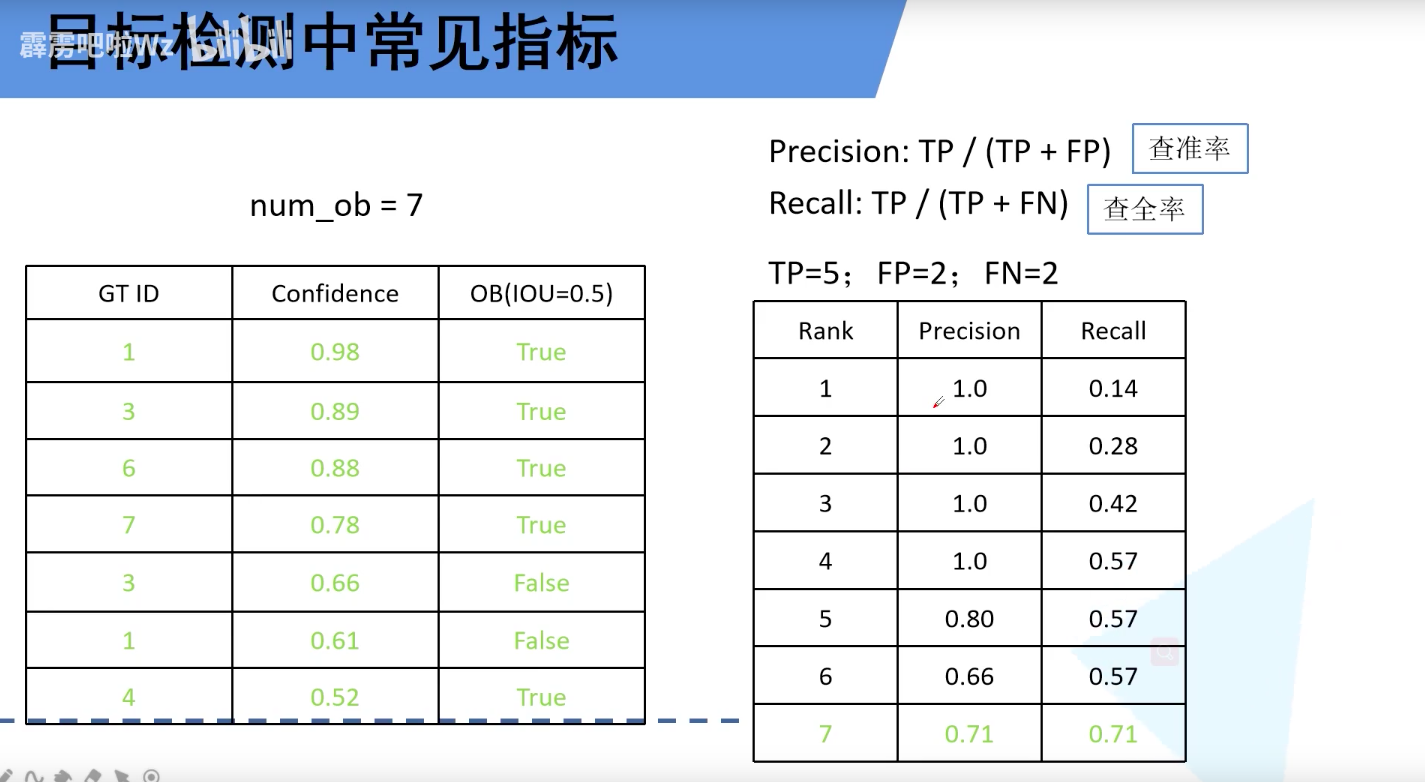 目标检测中常见指标
霹雳吧啦Wz bilibili
num_ob = 7
GT ID Confidence OB(IOU=0.5)
1 0.98 True
3 0.89 True
6 0.88 True
7 0.78 True
3 0.66 False
1 0.61 False
4 0.52 True
Precision: TP / (TP + FP) 查准率
Recall: TP / (TP + FN) 查全率
TP=5; FP=2; FN=2
Rank Precision Recall
1 1.0 0.14
2 1.0 0.28
3 1.0 0.42
4 1.0 0.57
5 0.80 0.57
6 0.66 0.57
7 0.71 0.71